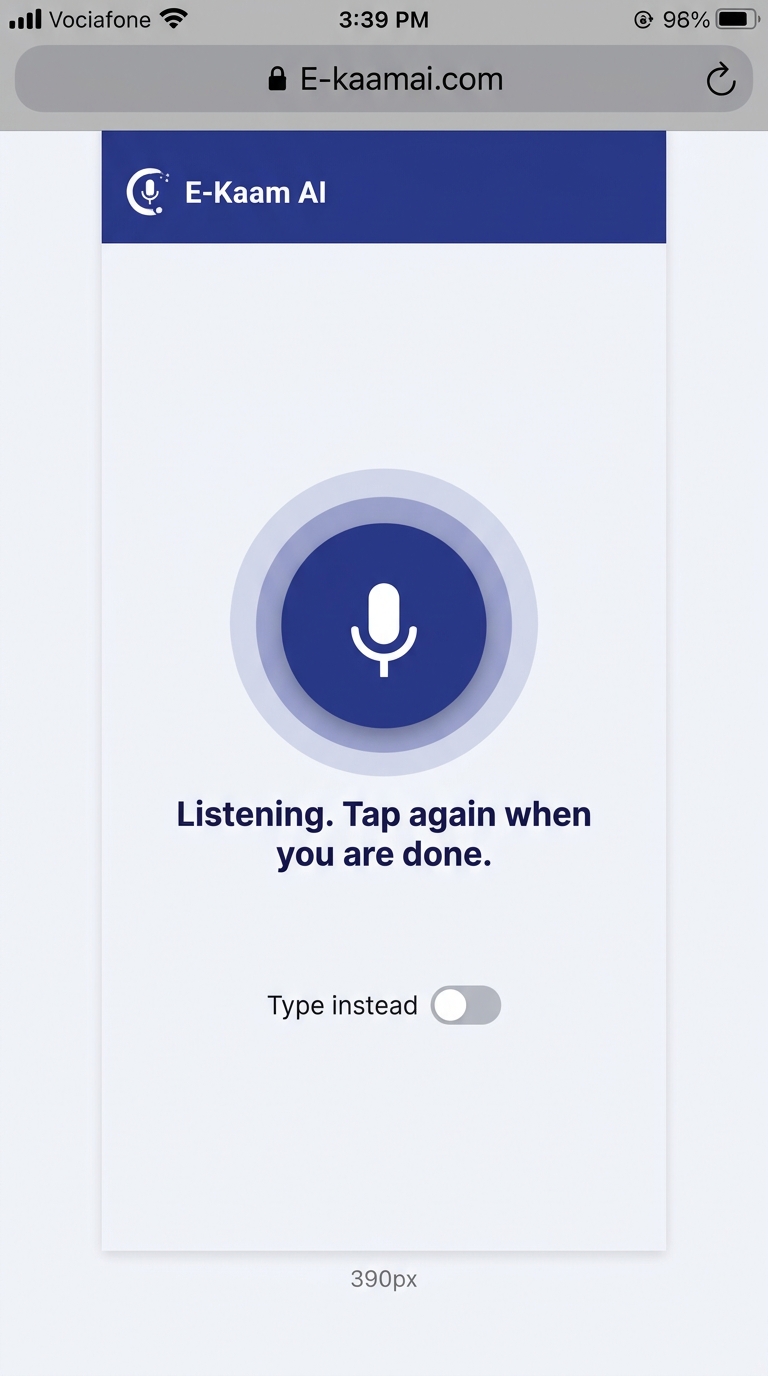 Vociafone 3:39 PM 96%
E-kaamai.com
E-Kaam AI
Listening. Tap again when
you are done.
Type instead
390px